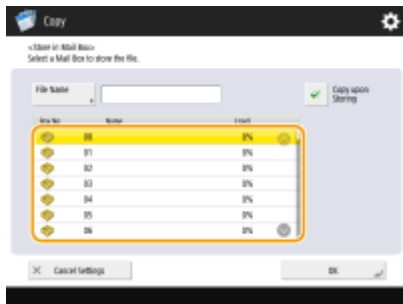 Copy
<Store in Mail Box>
Select a Mail Box to store the file.
File Name
Copy upon
Storing
Box No. Name Used
00 0%
01 0%
02 0%
03 0%
04 0%
05 0%
06 0%
Cancel Settings OK